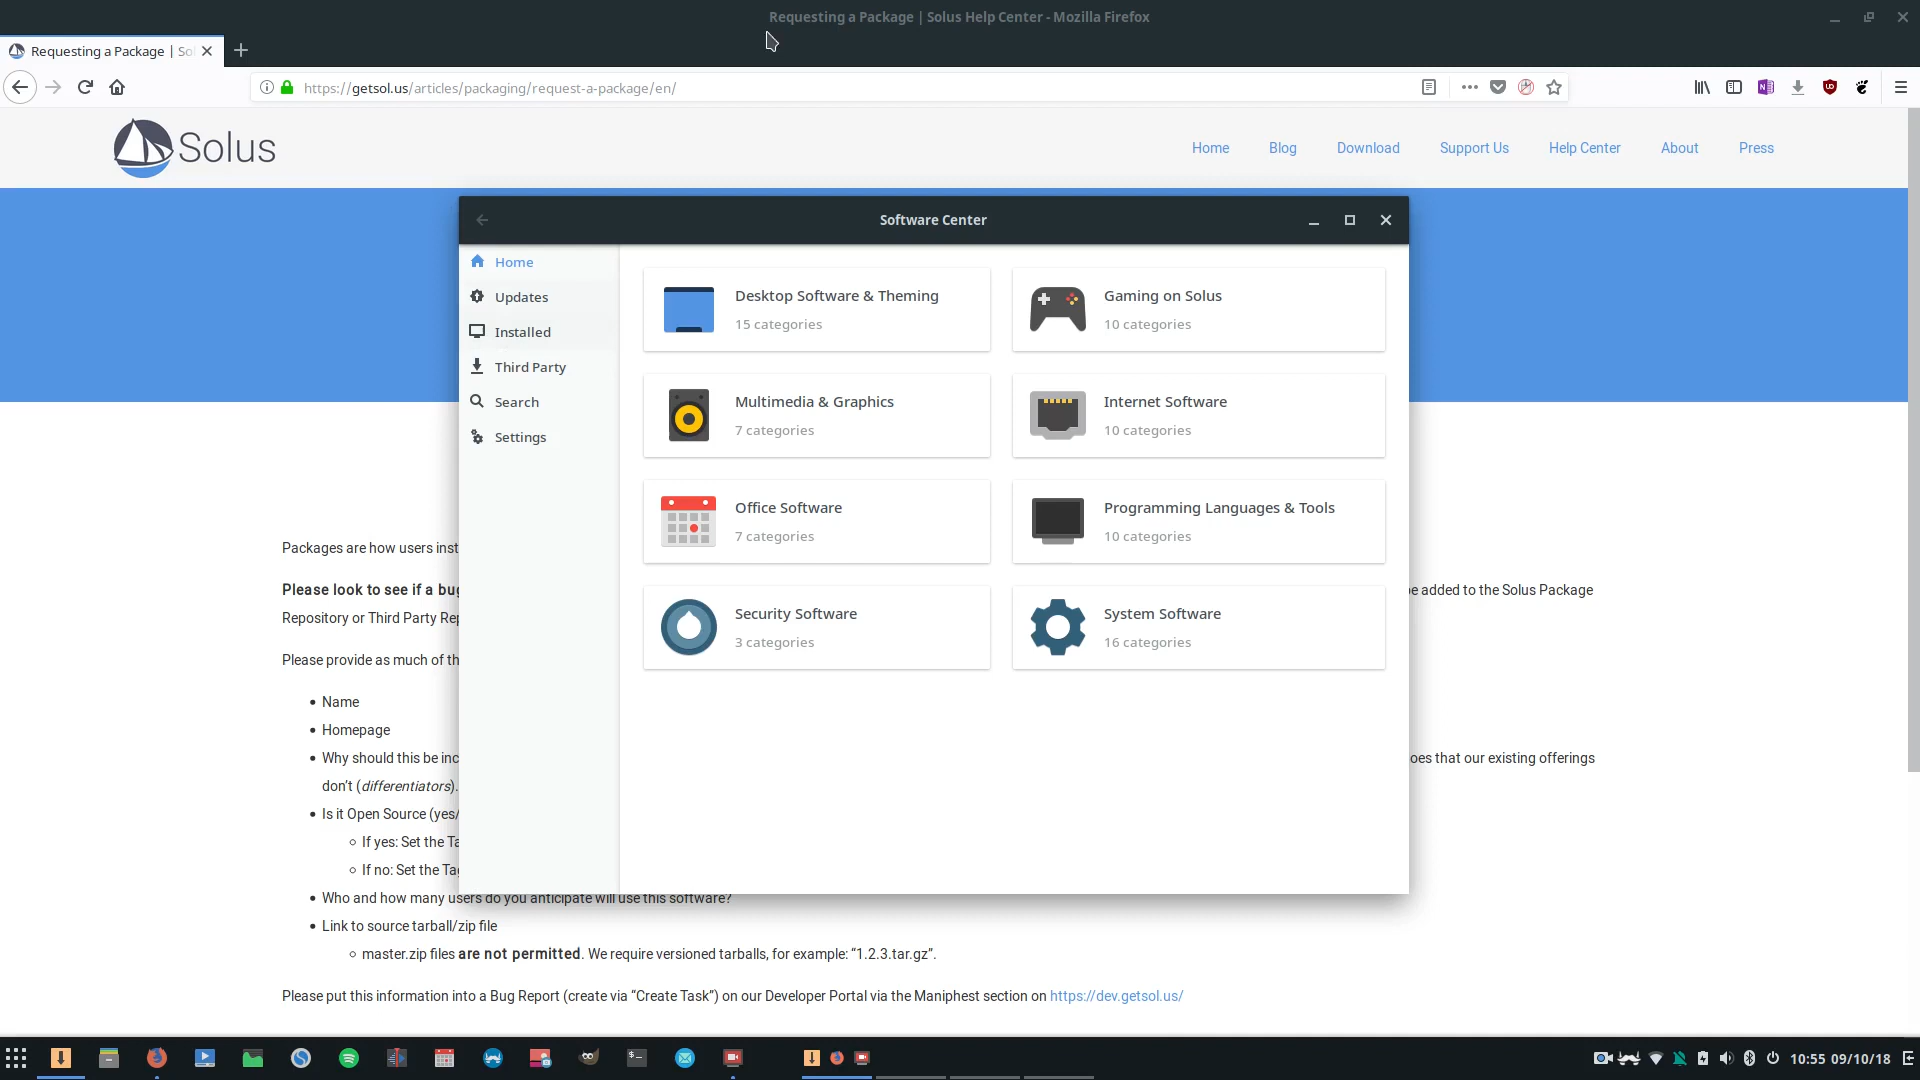 Requesting a Package | Solus Help Center - Mozilla Firefox
Requesting a Package | So
https://getsol.us/articles/packaging/request-a-package/en/
Solus
Home
Blog
Download
Support Us
Help Center
About
Press
Software Center
Home
Updates
Installed
Third Party
Search
Settings
Desktop Software & Theming
15 categories
Gaming on Solus
10 categories
Multimedia & Graphics
7 categories
Internet Software
10 categories
Office Software
7 categories
Programming Languages & Tools
10 categories
Security Software
3 categories
System Software
16 categories
Packages are how users inst
Please look to see if a bug
be added to the Solus Package
Repository or Third Party Rep
Please provide as much of th
Name
Homepage
Why should this be inc
oes that our existing offerings
don't (differentiators).
Is it Open Source (yes/
If yes: Set the Ta
If no: Set the Tag
Who and how many users do you anticipate will use this software?
Link to source tarball/zip file
master.zip files are not permitted. We require versioned tarballs, for example: “1.2.3.tar.gz”.
Please put this information into a Bug Report (create via “Create Task”) on our Developer Portal via the Maniphest section on https://dev.getsol.us/
10:55 09/10/18